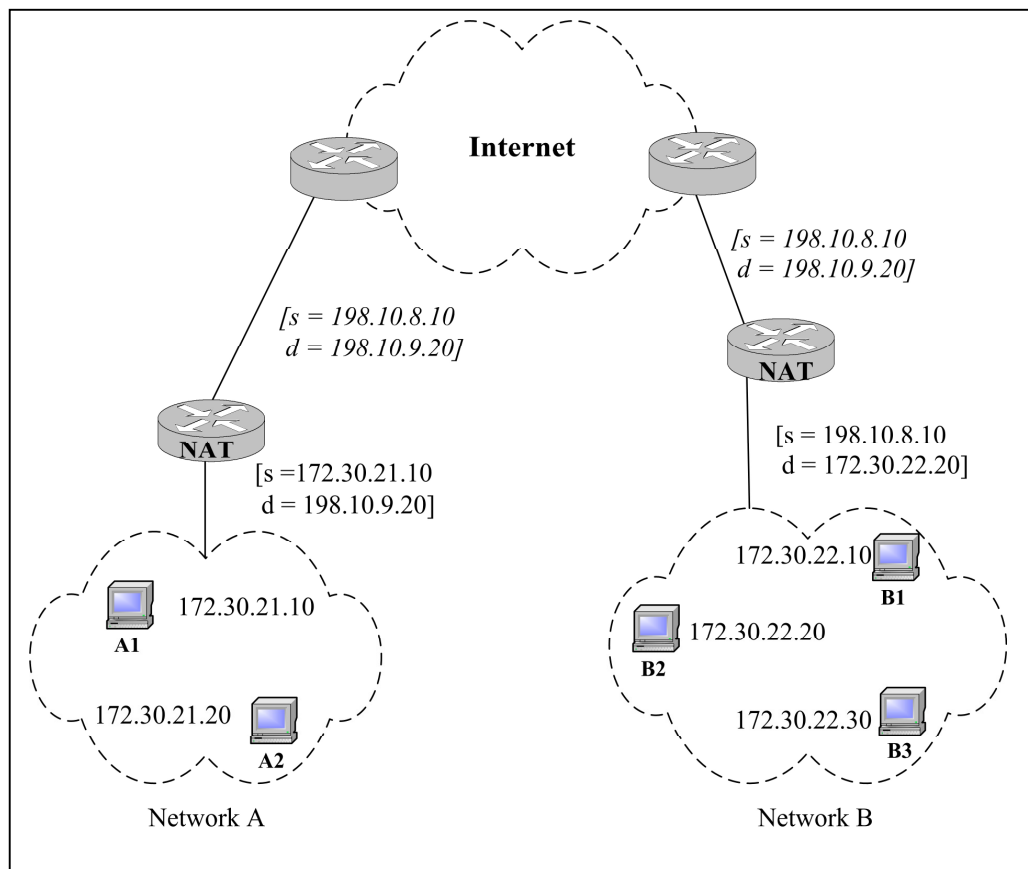 Internet
[s = 198.10.8.10
d = 198.10.9.20]
[s = 198.10.8.10
d = 198.10.9.20]
NAT
[s = 198.10.8.10
d = 172.30.22.20]
NAT
[s =172.30.21.10
d = 198.10.9.20]
172.30.21.10
A1
172.30.21.20
A2
Network A
172.30.22.10
B1
172.30.22.20
B2
172.30.22.30
B3
Network B